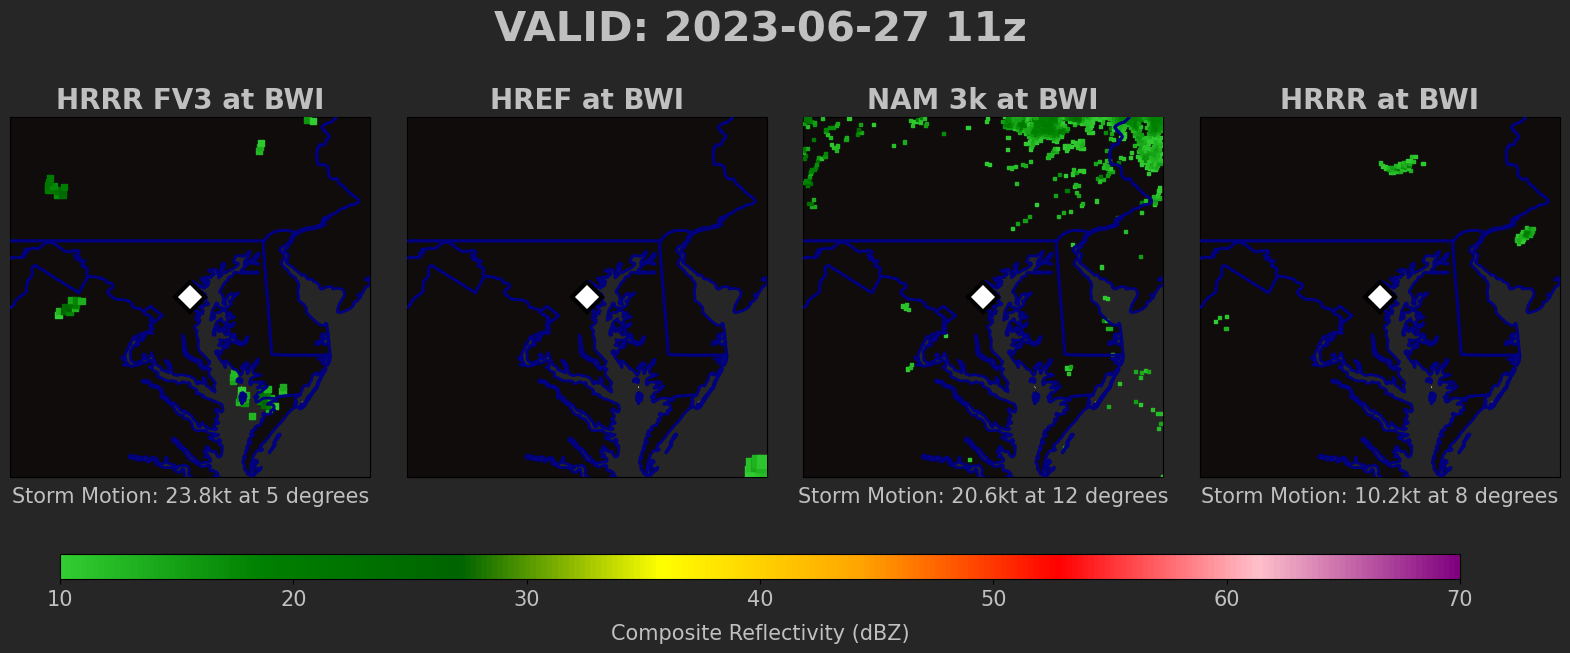 VALID: 2023-06-27 11z
HRRR FV3 at BWI
HREF at BWI
NAM 3k at BWI
HRRR at BWI
Storm Motion: 23.8kt at 5 degrees
Storm Motion: 20.6kt at 12 degrees
Storm Motion: 10.2kt at 8 degrees
10 20 30 40 50 60 70
Composite Reflectivity (dBZ)